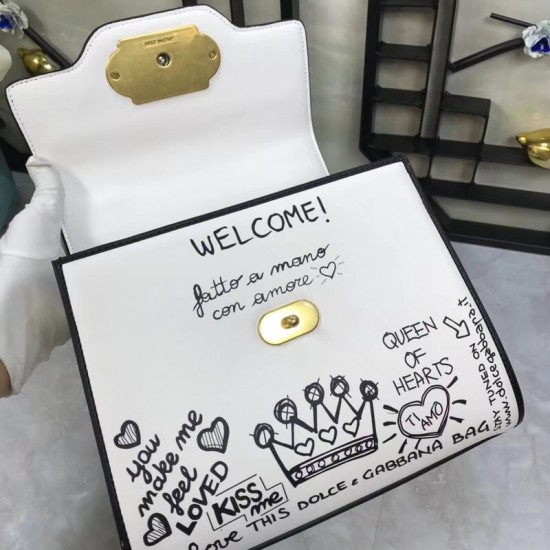 WELCOME!
fatto a mano
con amore
QUEEN
OF
HEARTS
TI
AMO
STAY TUNED ON
www.dolcegabbana.it
you
make me
feel
LOVED
KISS
me
love THIS DOLCE & GABBANA BAG